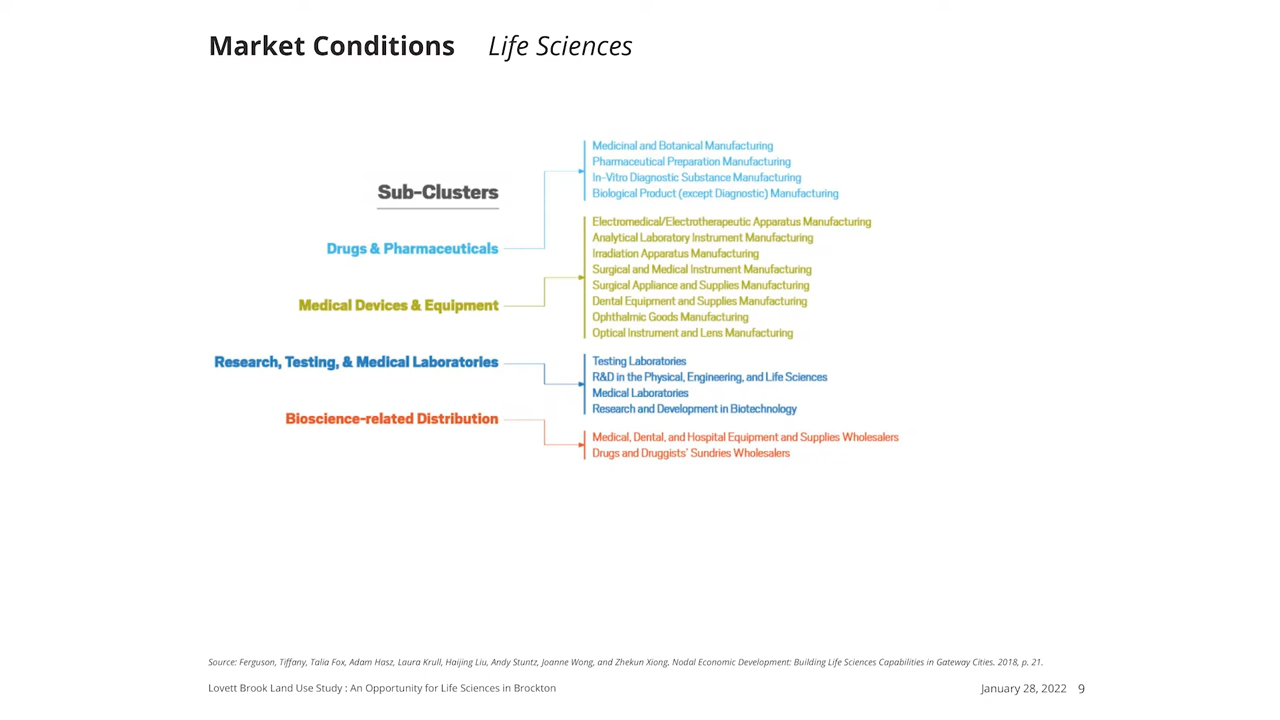 Market Conditions Life Sciences
Sub-Clusters
Drugs & Pharmaceuticals
Medicinal and Botanical Manufacturing
Pharmaceutical Preparation Manufacturing
In-Vitro Diagnostic Substance Manufacturing
Biological Product (except Diagnostic) Manufacturing
Medical Devices & Equipment
Electromedical/Electrotherapeutic Apparatus Manufacturing
Analytical Laboratory Instrument Manufacturing
Irradiation Apparatus Manufacturing
Surgical and Medical Instrument Manufacturing
Surgical Appliance and Supplies Manufacturing
Dental Equipment and Supplies Manufacturing
Ophthalmic Goods Manufacturing
Optical Instrument and Lens Manufacturing
Research, Testing, & Medical Laboratories
Testing Laboratories
R&D in the Physical, Engineering, and Life Sciences
Medical Laboratories
Research and Development in Biotechnology
Bioscience-related Distribution
Medical, Dental, and Hospital Equipment and Supplies Wholesalers
Drugs and Druggists' Sundries Wholesalers
Source: Ferguson, Tiffany, Talia Fox, Adam Hasz, Laura Krull, Haijing Liu, Andy Stuntz, Joanne Wong, and Zhekun Xiong, Nodal Economic Development: Building Life Sciences Capabilities in Gateway Cities. 2018, p. 21.
Lovett Brook Land Use Study : An Opportunity for Life Sciences in Brockton
January 28, 2022 9